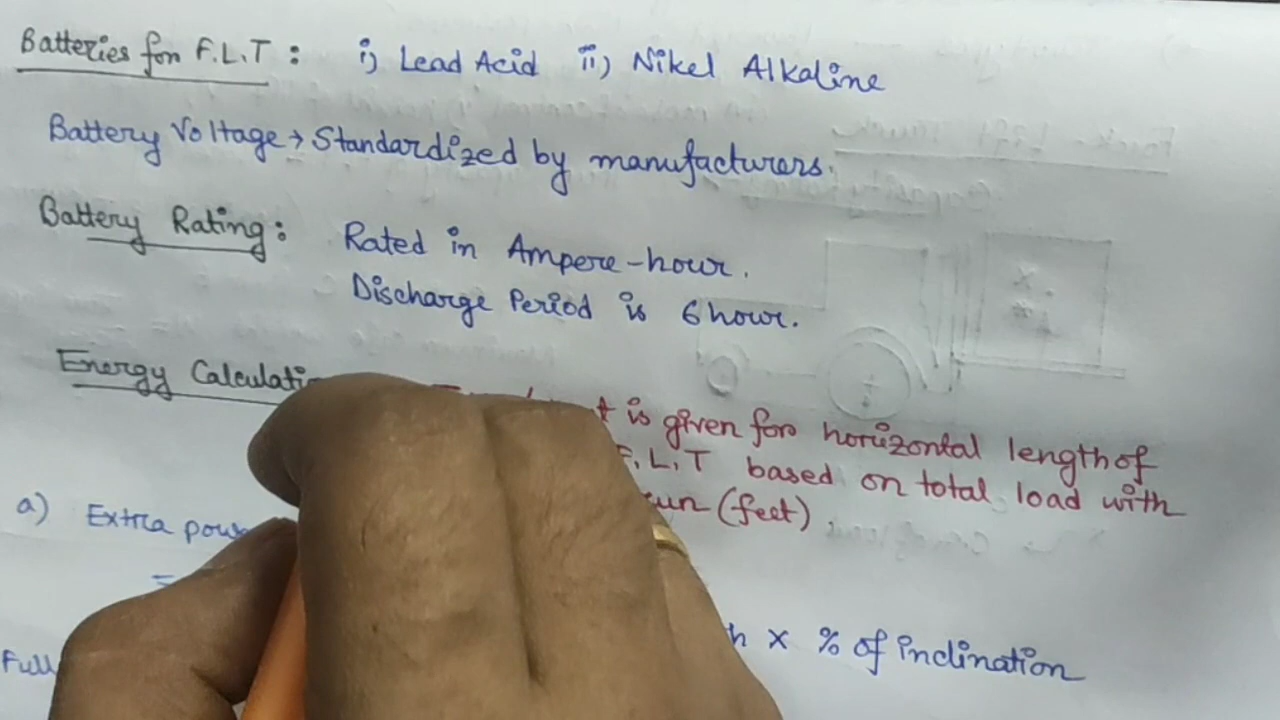 Batteries for F.L.T : i) Lead Acid ii) Nikel Alkaline
Battery Voltage → Standardized by manufacturers.
Battery Rating : Rated in Ampere-hour.
Discharge Period is 6 hour.
Energy is given for horizontal length of
F.L.T based on total load with
(feet).
a) Extra
Full × % of inclination